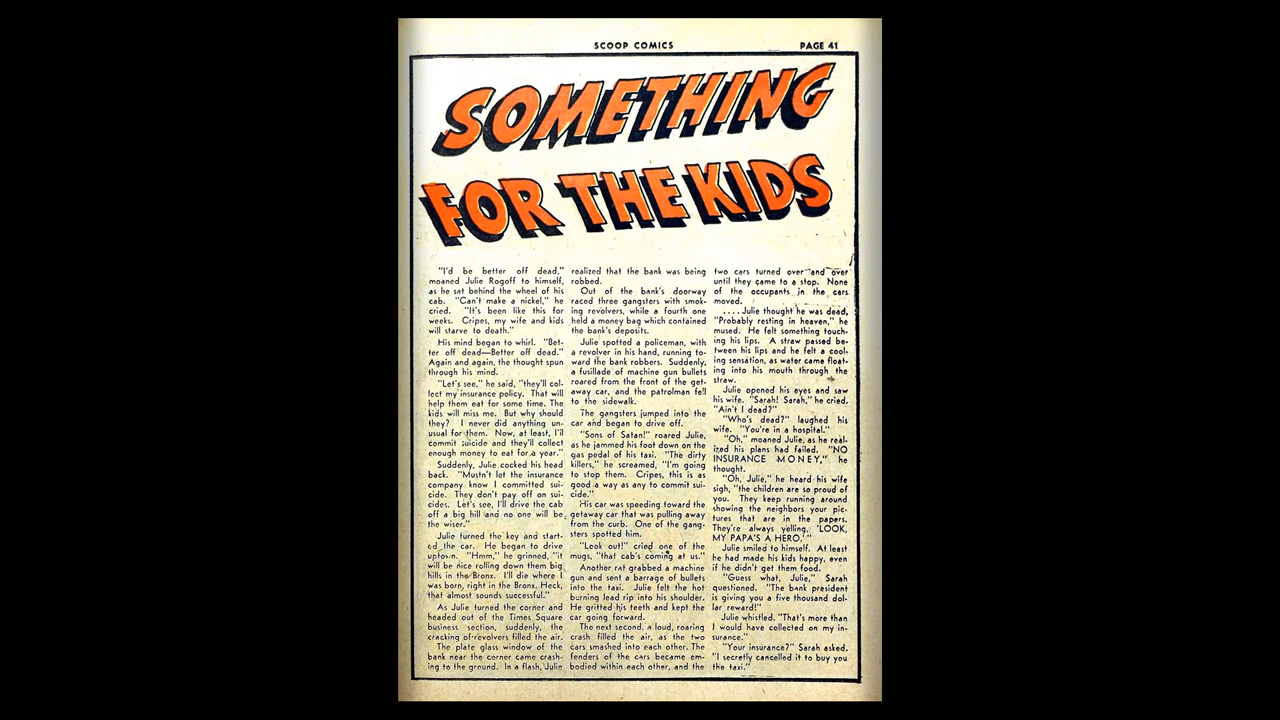 SCOOP COMICS
PAGE 41
SOMETHING
FOR THE KIDS
"I'd be better off dead,"
moaned Julie Rogoff to himself,
as he sat behind the wheel of his
cab. "Can't make a nickel," he
cried. "It's been like this for
weeks. Cripes, my wife and kids
will starve to death."
His mind began to whirl. "Bet-
ter off dead—Better off dead."
Again and again, the thought spun
through his mind.
"Let's see," he said, "they'll col-
lect my insurance policy. That will
help them eat for some time. The
kids will miss me. But why should
they? I never did anything un-
usual for them. Now, at least, I'll
commit suicide and they'll collect
enough money to eat for a year."
Suddenly, Julie cocked his head
back. "Mustn't let the insurance
company know I committed sui-
cide. They don't pay off on sui-
cides. Let's see, I'll drive the cab
off a big hill and no one will be
the wiser."
Julie turned the key and start-
ed the car. He began to drive
uptown. "Hmm," he grinned, "it
will be nice rolling down them big
hills in the Bronx. I'll die where I
was born, right in the Bronx. Heck,
that almost sounds successful."
As Julie turned the corner and
headed out of the Times Square
business section, suddenly, the
cracking of revolvers filled the air.
The plate glass window of the
bank near the corner came crash-
ing to the ground. In a flash, Julie
realized that the bank was being
robbed.
Out of the bank's doorway
raced three gangsters with smok-
ing revolvers, while a fourth one
held a money bag which contained
the bank's deposits.
Julie spotted a policeman, with
a revolver in his hand, running to-
ward the bank robbers. Suddenly,
a fusillade of machine gun bullets
roared from the front of the get-
away car, and the patrolman fell
to the sidewalk.
The gangsters jumped into the
car and began to drive off.
"Sons of Satan!" roared Julie,
as he jammed his foot down on the
gas pedal of his taxi. "The dirty
killers," he screamed, "I'm going
to stop them. Cripes, this is as
good a way as any to commit sui-
cide."
His car was speeding toward the
getaway car that was pulling away
from the curb. One of the gang-
sters spotted him.
"Look out!" cried one of the
mugs, "that cab's coming at us."
Another rat grabbed a machine
gun and sent a barrage of bullets
into the taxi. Julie felt the hot
burning lead rip into his shoulder.
He gritted his teeth and kept the
car going forward.
The next second, a loud, roaring
crash filled the air, as the two
cars smashed into each other. The
fenders of the cars became em-
bodied within each other, and the
two cars turned over and over
until they came to a stop. None
of the occupants in the cars
moved.
....Julie thought he was dead,
"Probably resting in heaven," he
mused. He felt something touch-
ing his lips. A straw passed be-
tween his lips and he felt a cool-
ing sensation, as water came float-
ing into his mouth through the
straw.
Julie opened his eyes and saw
his wife. "Sarah! Sarah," he cried.
"Ain't I dead?"
"Who's dead?" laughed his
wife. "You're in a hospital."
"Oh," moaned Julie, as he real-
ized his plans had failed. "NO
INSURANCE MONEY," he
thought.
"Oh, Julie," he heard his wife
sigh, "the children are so proud of
you. They keep running around
showing the neighbors your pic-
tures that are in the papers.
They're always yelling, 'LOOK,
MY PAPA'S A HERO.'"
Julie smiled to himself. At least
he had made his kids happy, even
if he didn't get them food.
"Guess what, Julie," Sarah
questioned. "The bank president
is giving you a five thousand dol-
lar reward!"
Julie whistled. "That's more than
I would have collected on my in-
surance."
"Your insurance?" Sarah asked.
"I secretly cancelled it to buy you
the taxi."